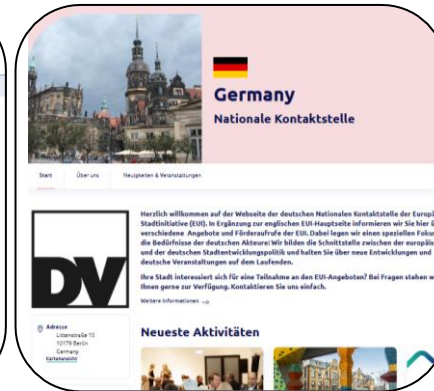 Germany
Nationale Kontaktstelle
Start Über uns Neuigkeiten & Veranstaltungen
Herzlich willkommen auf der Webseite der deutschen Nationalen Kontaktstelle der Europä
Stadtinitiative (EUI). In Ergänzung zur englischen EUI-Hauptseite informieren wir Sie hier ü
verschiedene Angebote und Förderaufrufe der EUI. Dabei legen wir einen speziellen Foku
die Bedürfnisse der deutschen Akteure: Wir bilden die Schnittstelle zwischen der europäis
und der deutschen Stadtentwicklungspolitik und halten Sie über neue Entwicklungen und
deutsche Veranstaltungen auf dem Laufenden.
Ihre Stadt interessiert sich für eine Teilnahme an den EUI-Angeboten? Bei Fragen stehen w
Ihnen gerne zur Verfügung. Kontaktieren Sie uns einfach.
Weitere Informationen
DV
Adresse
Littenstraße 10
10179 Berlin
Germany
Kartenansicht
Neueste Aktivitäten